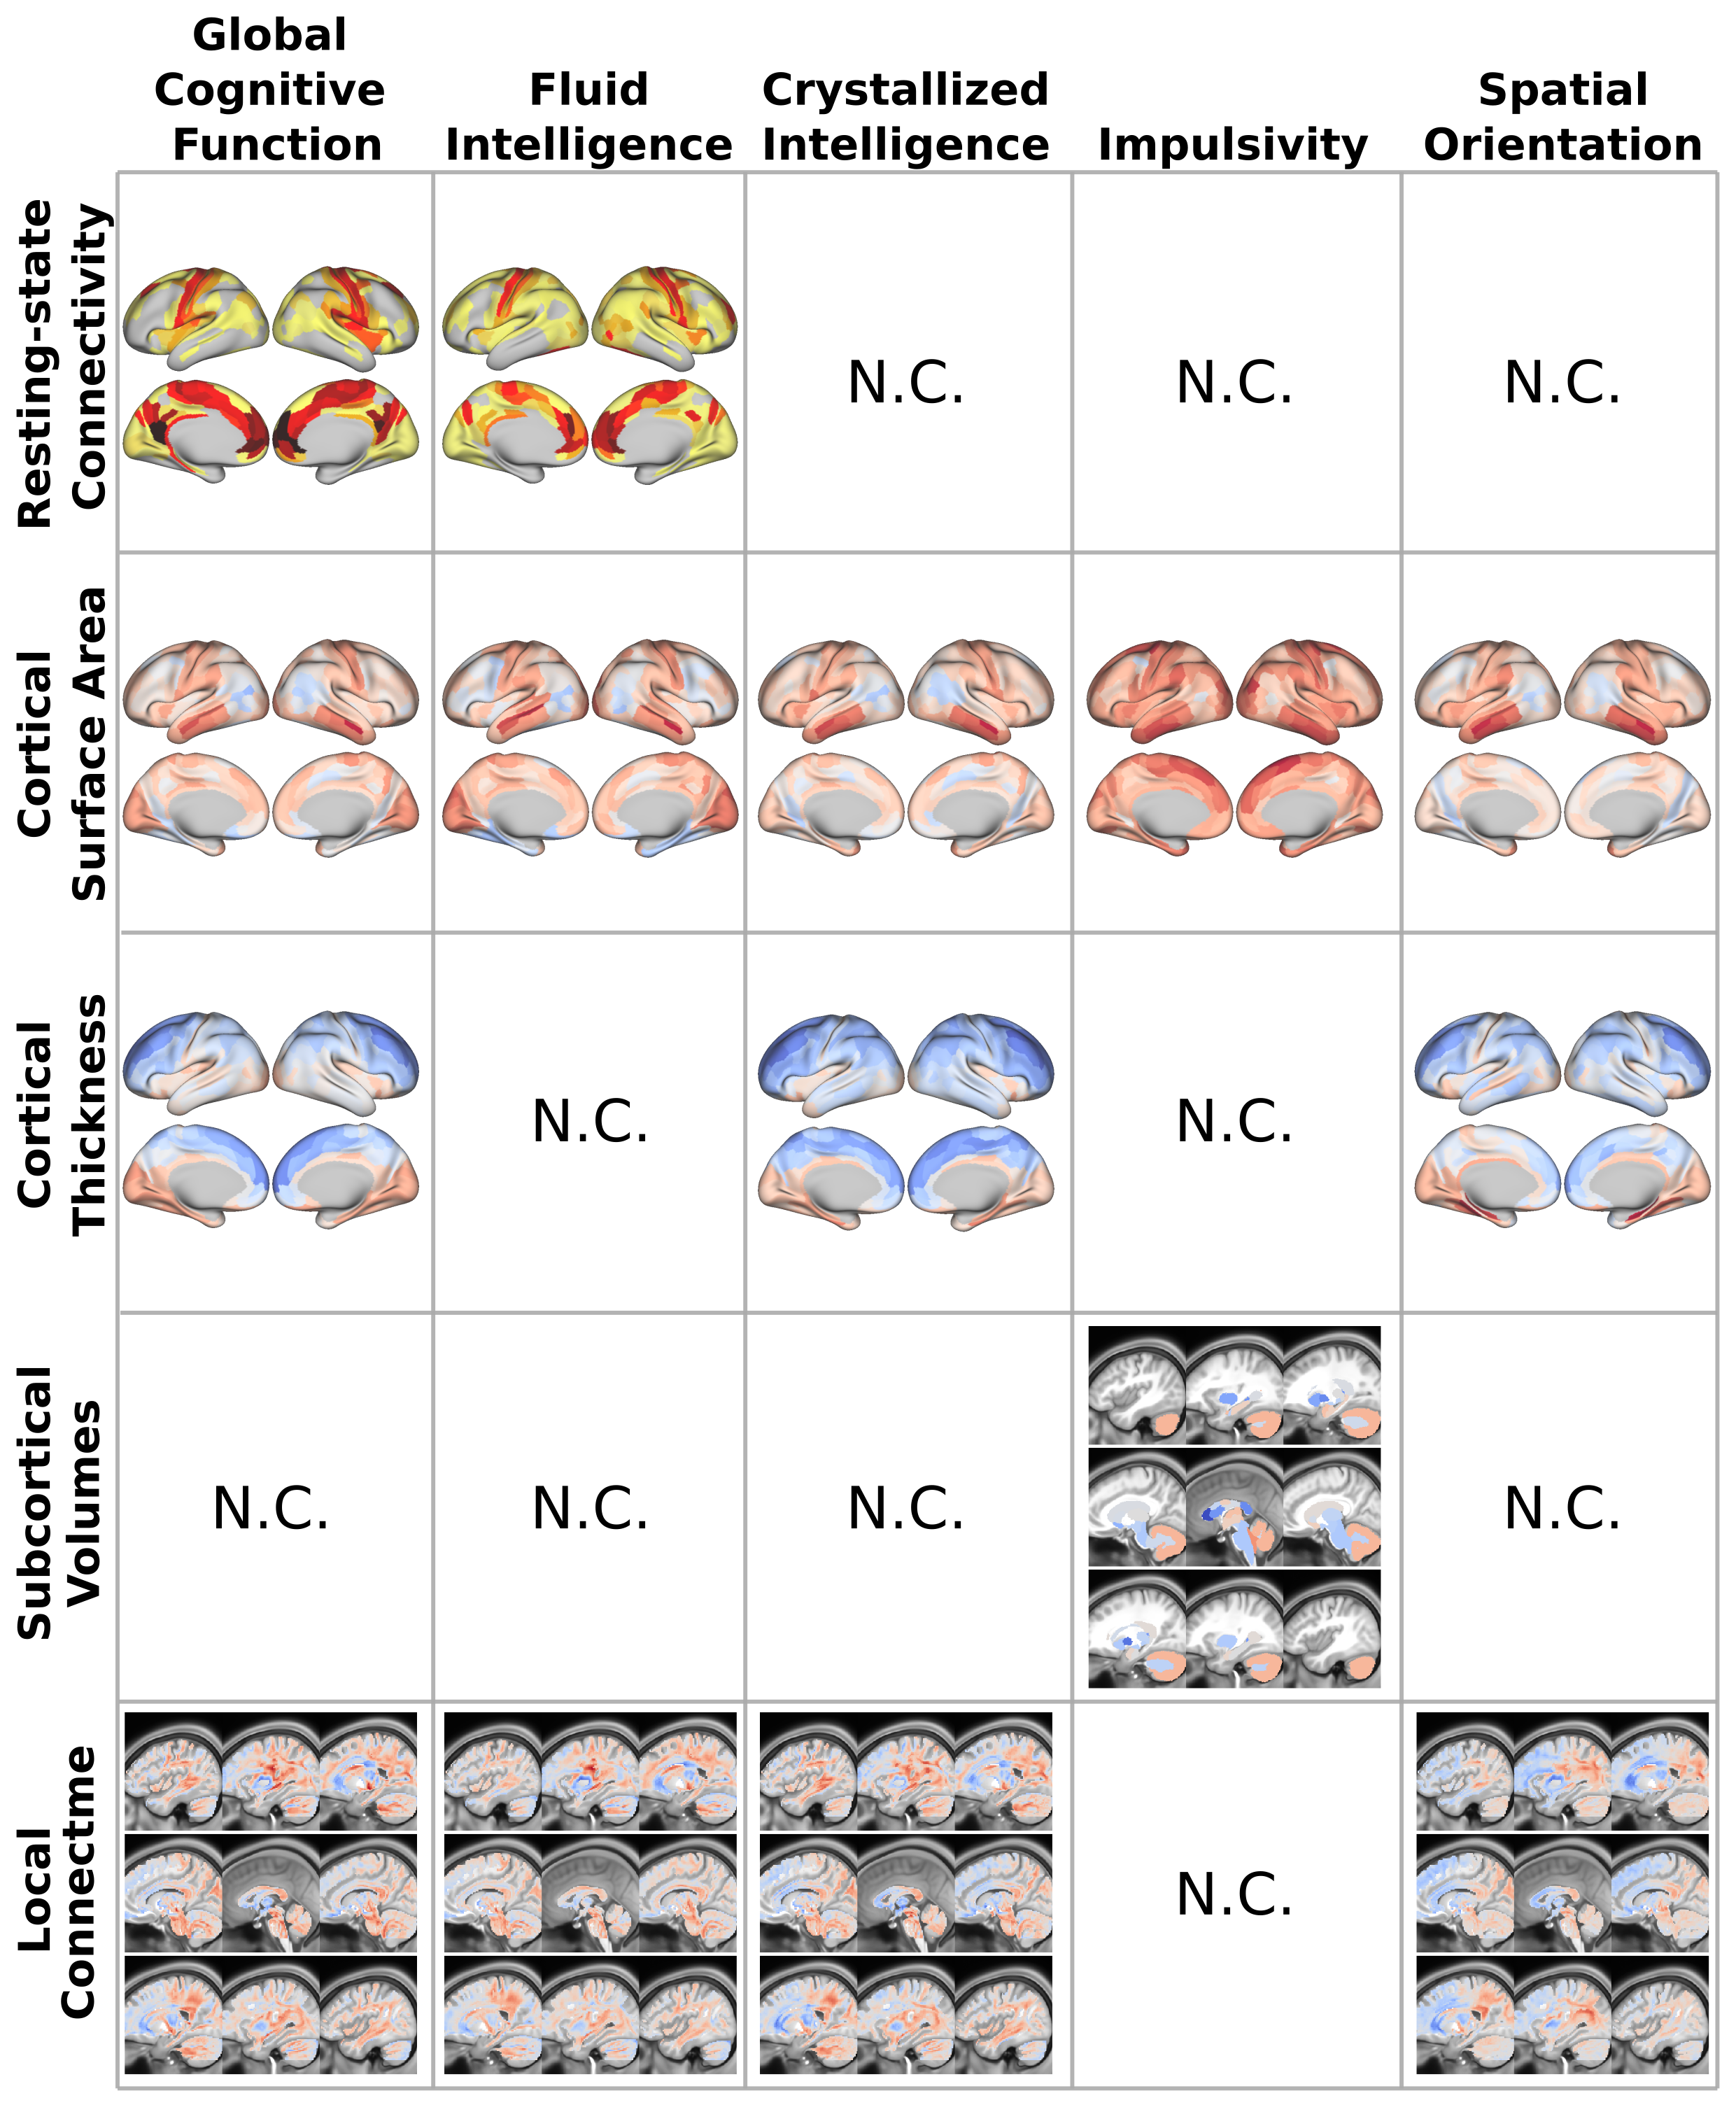 Global
Cognitive
Function
Fluid
Intelligence
Crystallized
Intelligence
Impulsivity
Spatial
Orientation
Resting-state
Connectivity
N.C.
N.C.
N.C.
Cortical
Surface Area
Cortical
Thickness
N.C.
N.C.
Subcortical
Volumes
N.C.
N.C.
N.C.
N.C.
Local
Connectme
N.C.